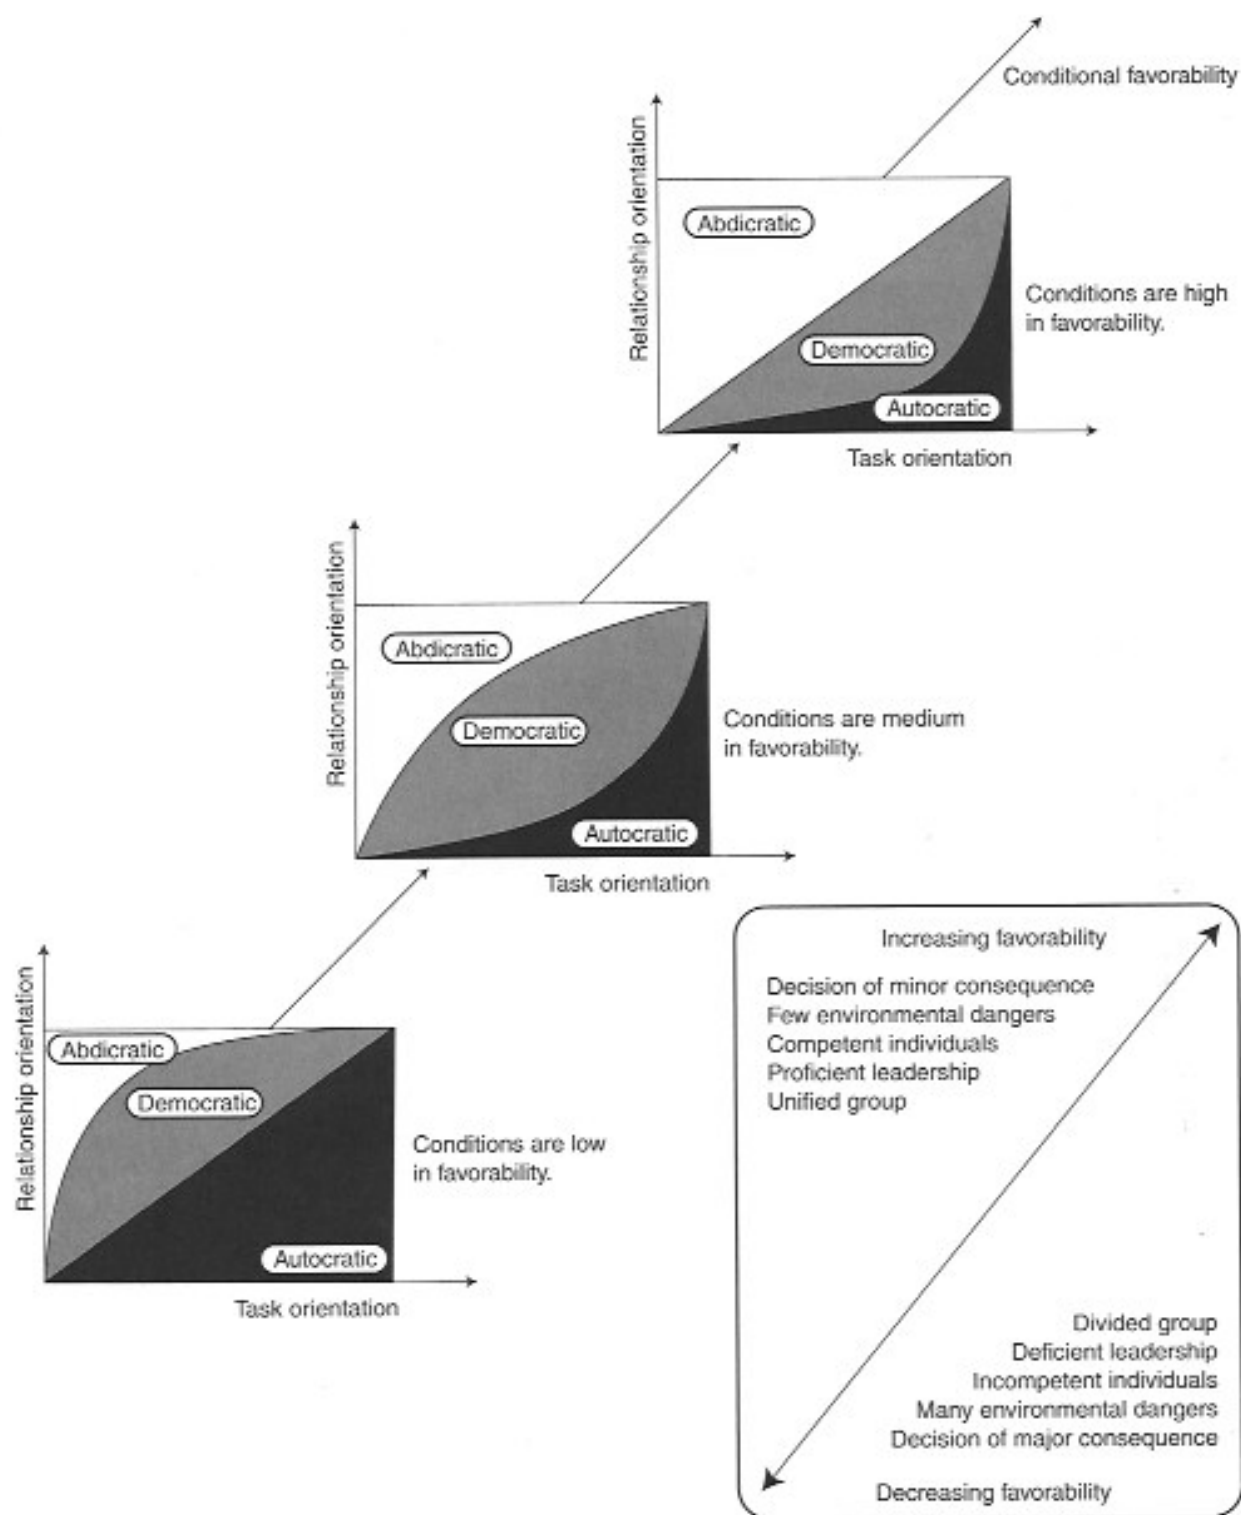 Conditional favorability
Relationship orientation
Abdicratic
Democratic
Autocratic
Conditions are high
in favorability.
Task orientation
Relationship orientation
Abdicratic
Democratic
Autocratic
Conditions are medium
in favorability.
Task orientation
Relationship orientation
Abdicratic
Democratic
Autocratic
Conditions are low
in favorability.
Task orientation
Increasing favorability
Decision of minor consequence
Few environmental dangers
Competent individuals
Proficient leadership
Unified group
Divided group
Deficient leadership
Incompetent individuals
Many environmental dangers
Decision of major consequence
Decreasing favorability